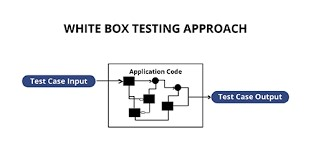 WHITE BOX TESTING APPROACH
Application Code
Test Case Input
Test Case Output